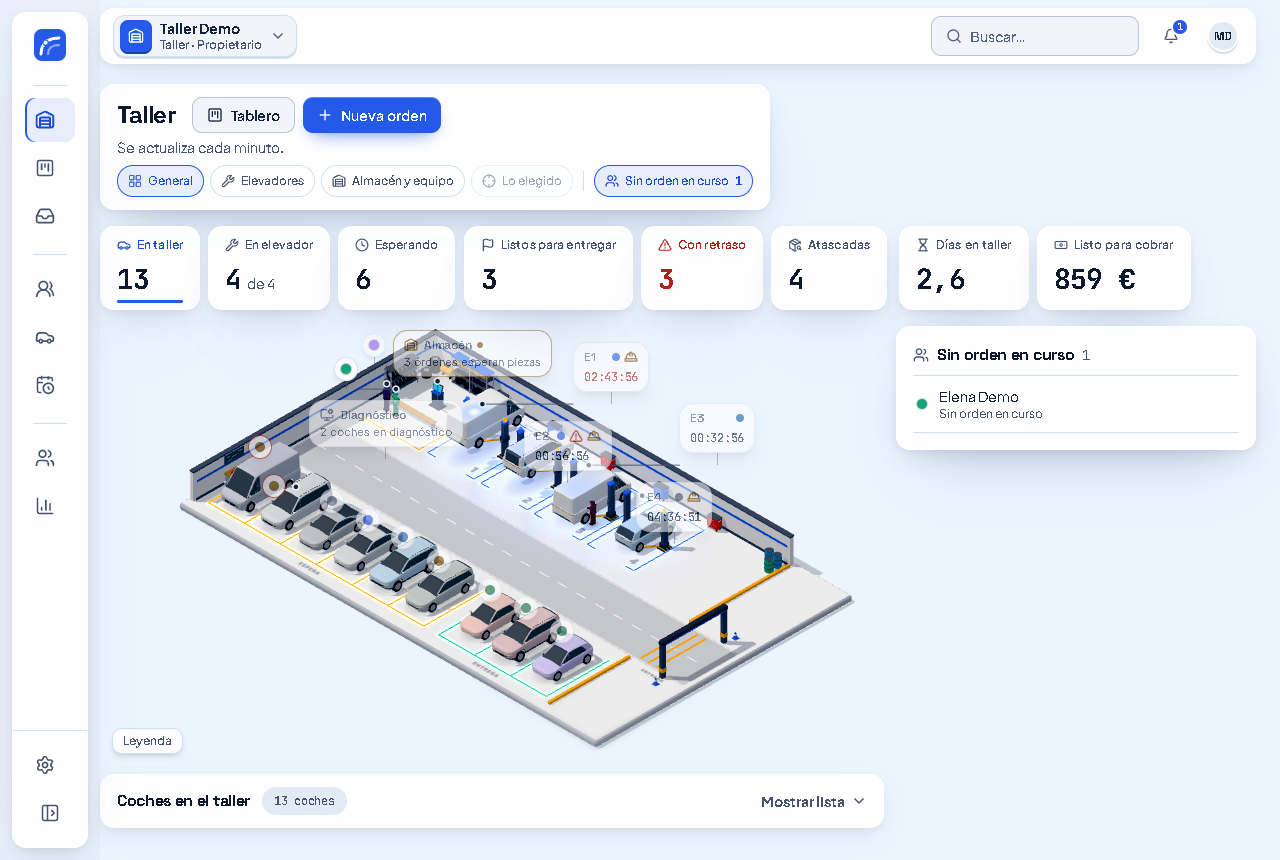 Taller Demo
Taller · Propietario
Buscar...
1
MD
Taller
Tablero
Nueva orden
Se actualiza cada minuto.
General
Elevadores
Almacén y equipo
Lo elegido
Sin orden en curso 1
En taller
13
En elevador
4 de 4
Esperando
6
Listos para entregar
3
Con retraso
3
Atascadas
4
Días en taller
2,6
Listo para cobrar
859 €
Almacén
3 órdenes esperan piezas
E1
02:43:56
Diagnóstico
2 coches en diagnóstico
E2
00:56:56
E3
00:32:56
E4
04:36:51
2
3
4
ESPERA
ENTREGA
Sin orden en curso 1
Elena Demo
Sin orden en curso
Leyenda
Coches en el taller
13 coches
Mostrar lista